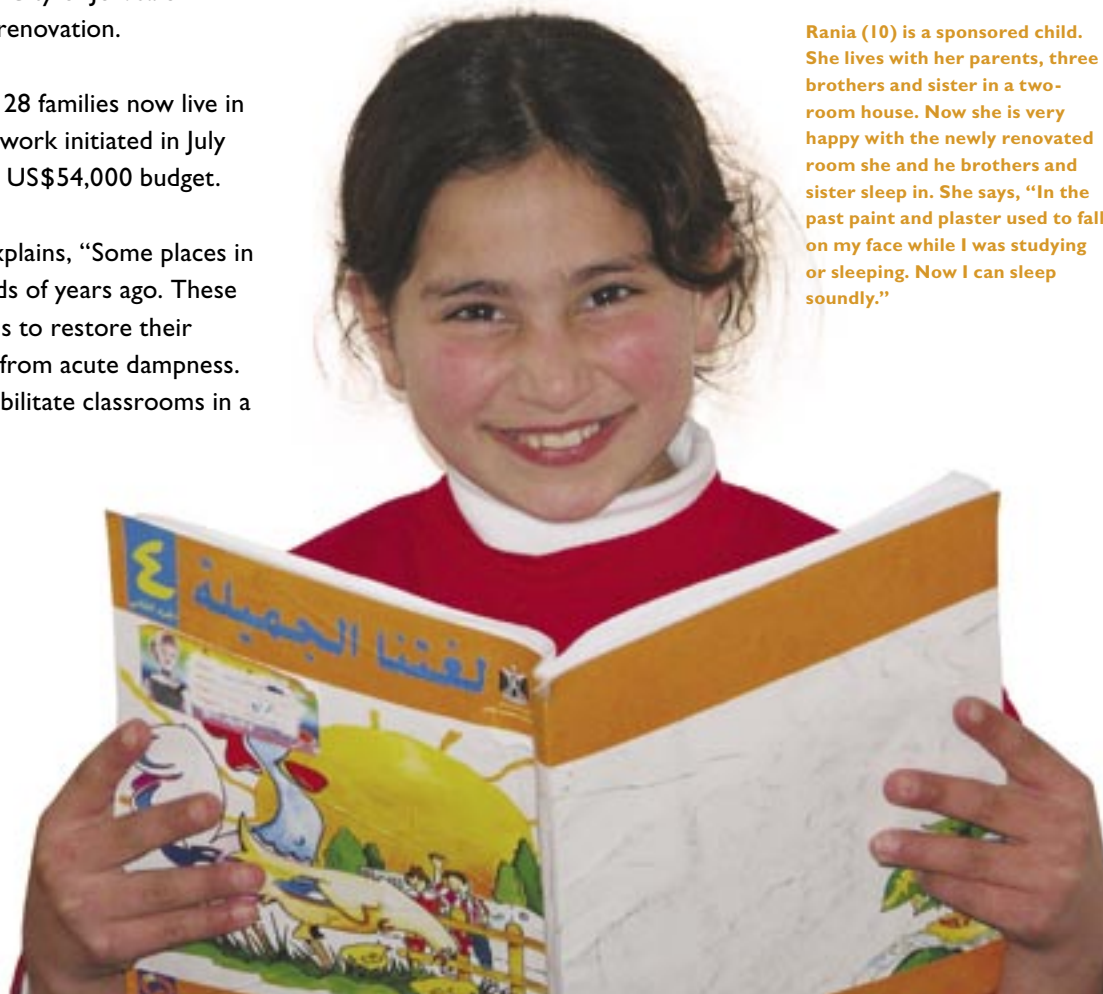 renovation.
28 families now live in
work initiated in July
US$54,000 budget.
xplains, “Some places in
ds of years ago. These
s to restore their
from acute dampness.
bilitate classrooms in a
Rania (10) is a sponsored child.
She lives with her parents, three
brothers and sister in a two-
room house. Now she is very
happy with the newly renovated
room she and he brothers and
sister sleep in. She says, “In the
past paint and plaster used to fall
on my face while I was studying
or sleeping. Now I can sleep
soundly.”
٤
الجزء الثاني
لغتنا الجميلة